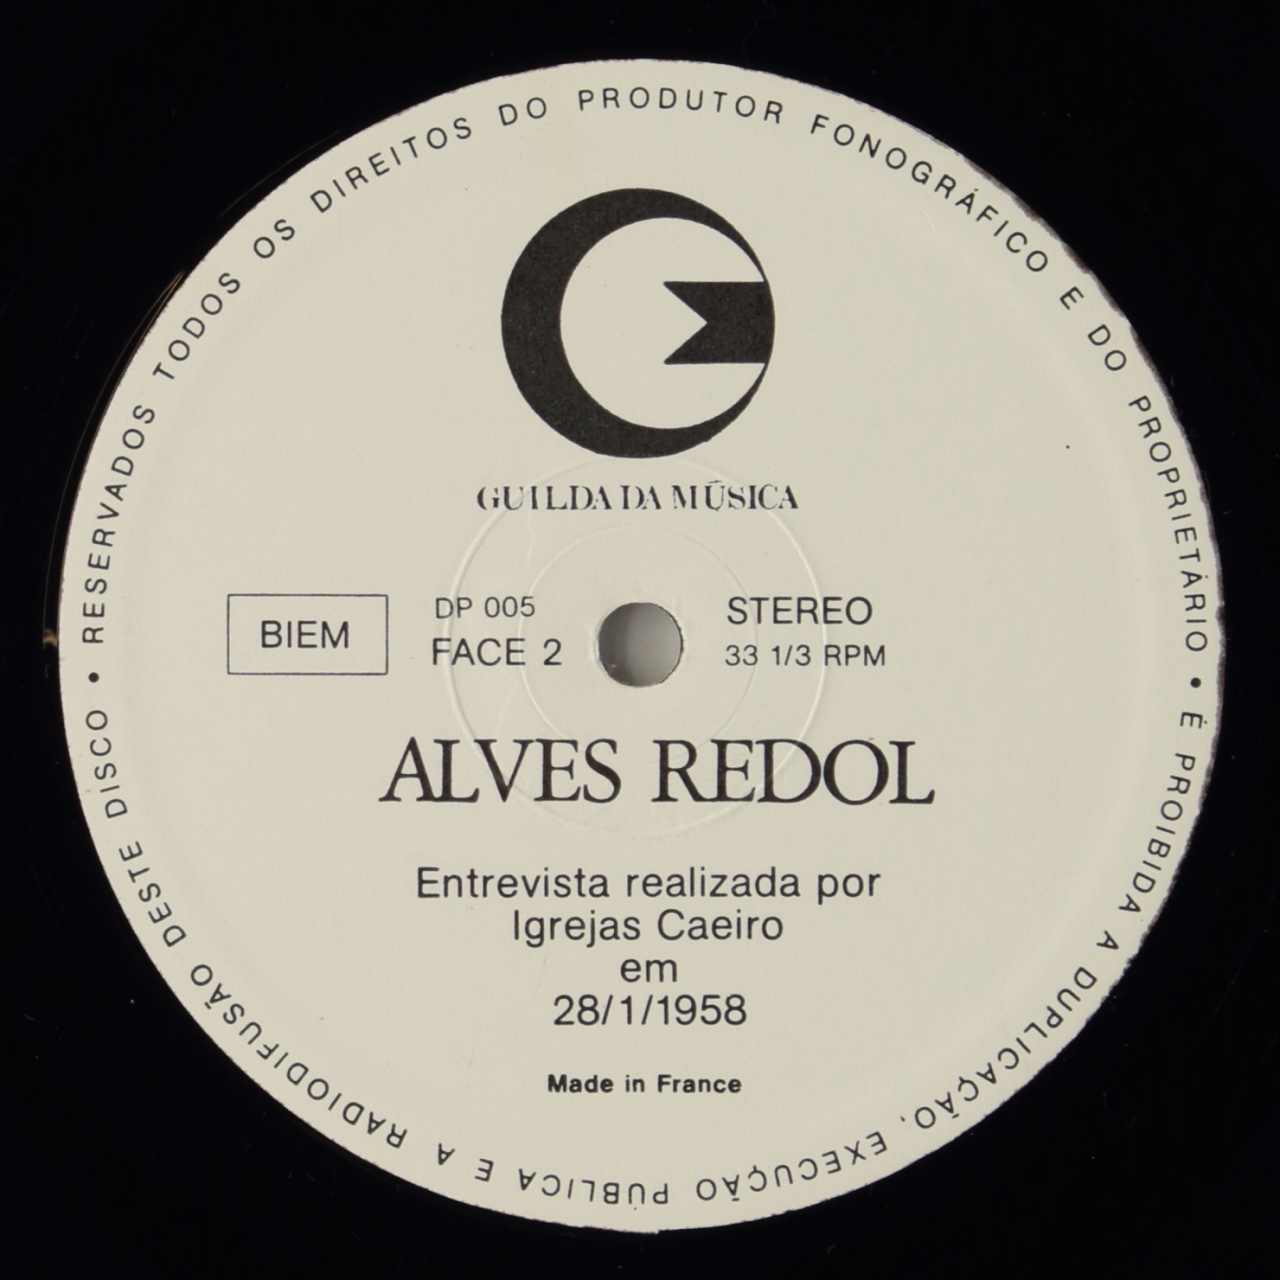 RESERVADOS TODOS OS DIREITOS DO PRODUTOR FONOGRÁFICO E DO PROPRIETÁRIO • É PROIBIDA A DUPLICAÇÃO, EXECUÇÃO PÚBLICA E A RADIODIFUSÃO DESTE DISCO •
GUILDA DA MÚSICA
BIEM
DP 005
FACE 2
STEREO
33 1/3 RPM
ALVES REDOL
Entrevista realizada por
Igrejas Caeiro
em
28/1/1958
Made in France